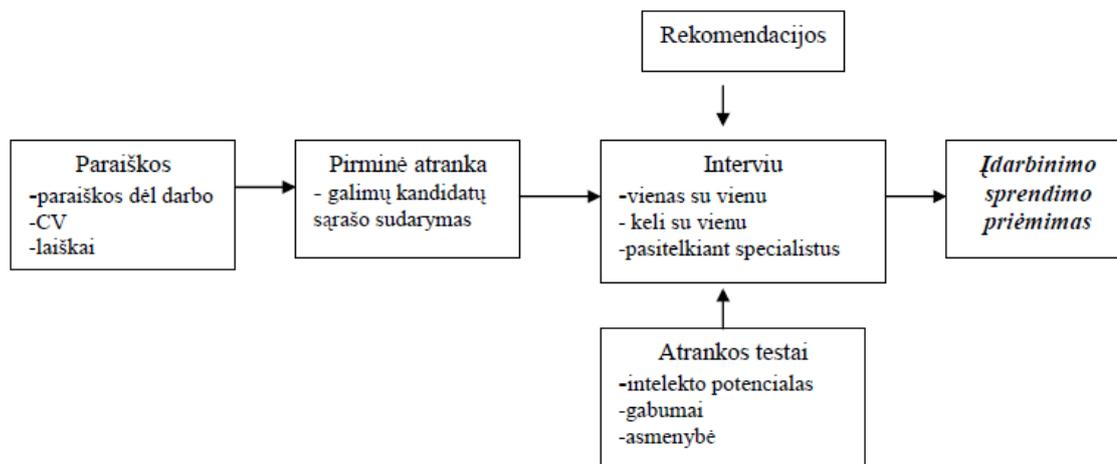 Rekomendacijos
Paraiškos
-paraiškos dėl darbo
-CV
-laiškai
Pirminė atranka
- galimų kandidatų
sąrašo sudarymas
Interviu
-vienas su vienu
- keli su vienu
-pasitelkiant specialistus
Įdarbinimo
sprendimo
priėmimas
Atrankos testai
-intelekto potencialas
-gabumai
-asmenybė